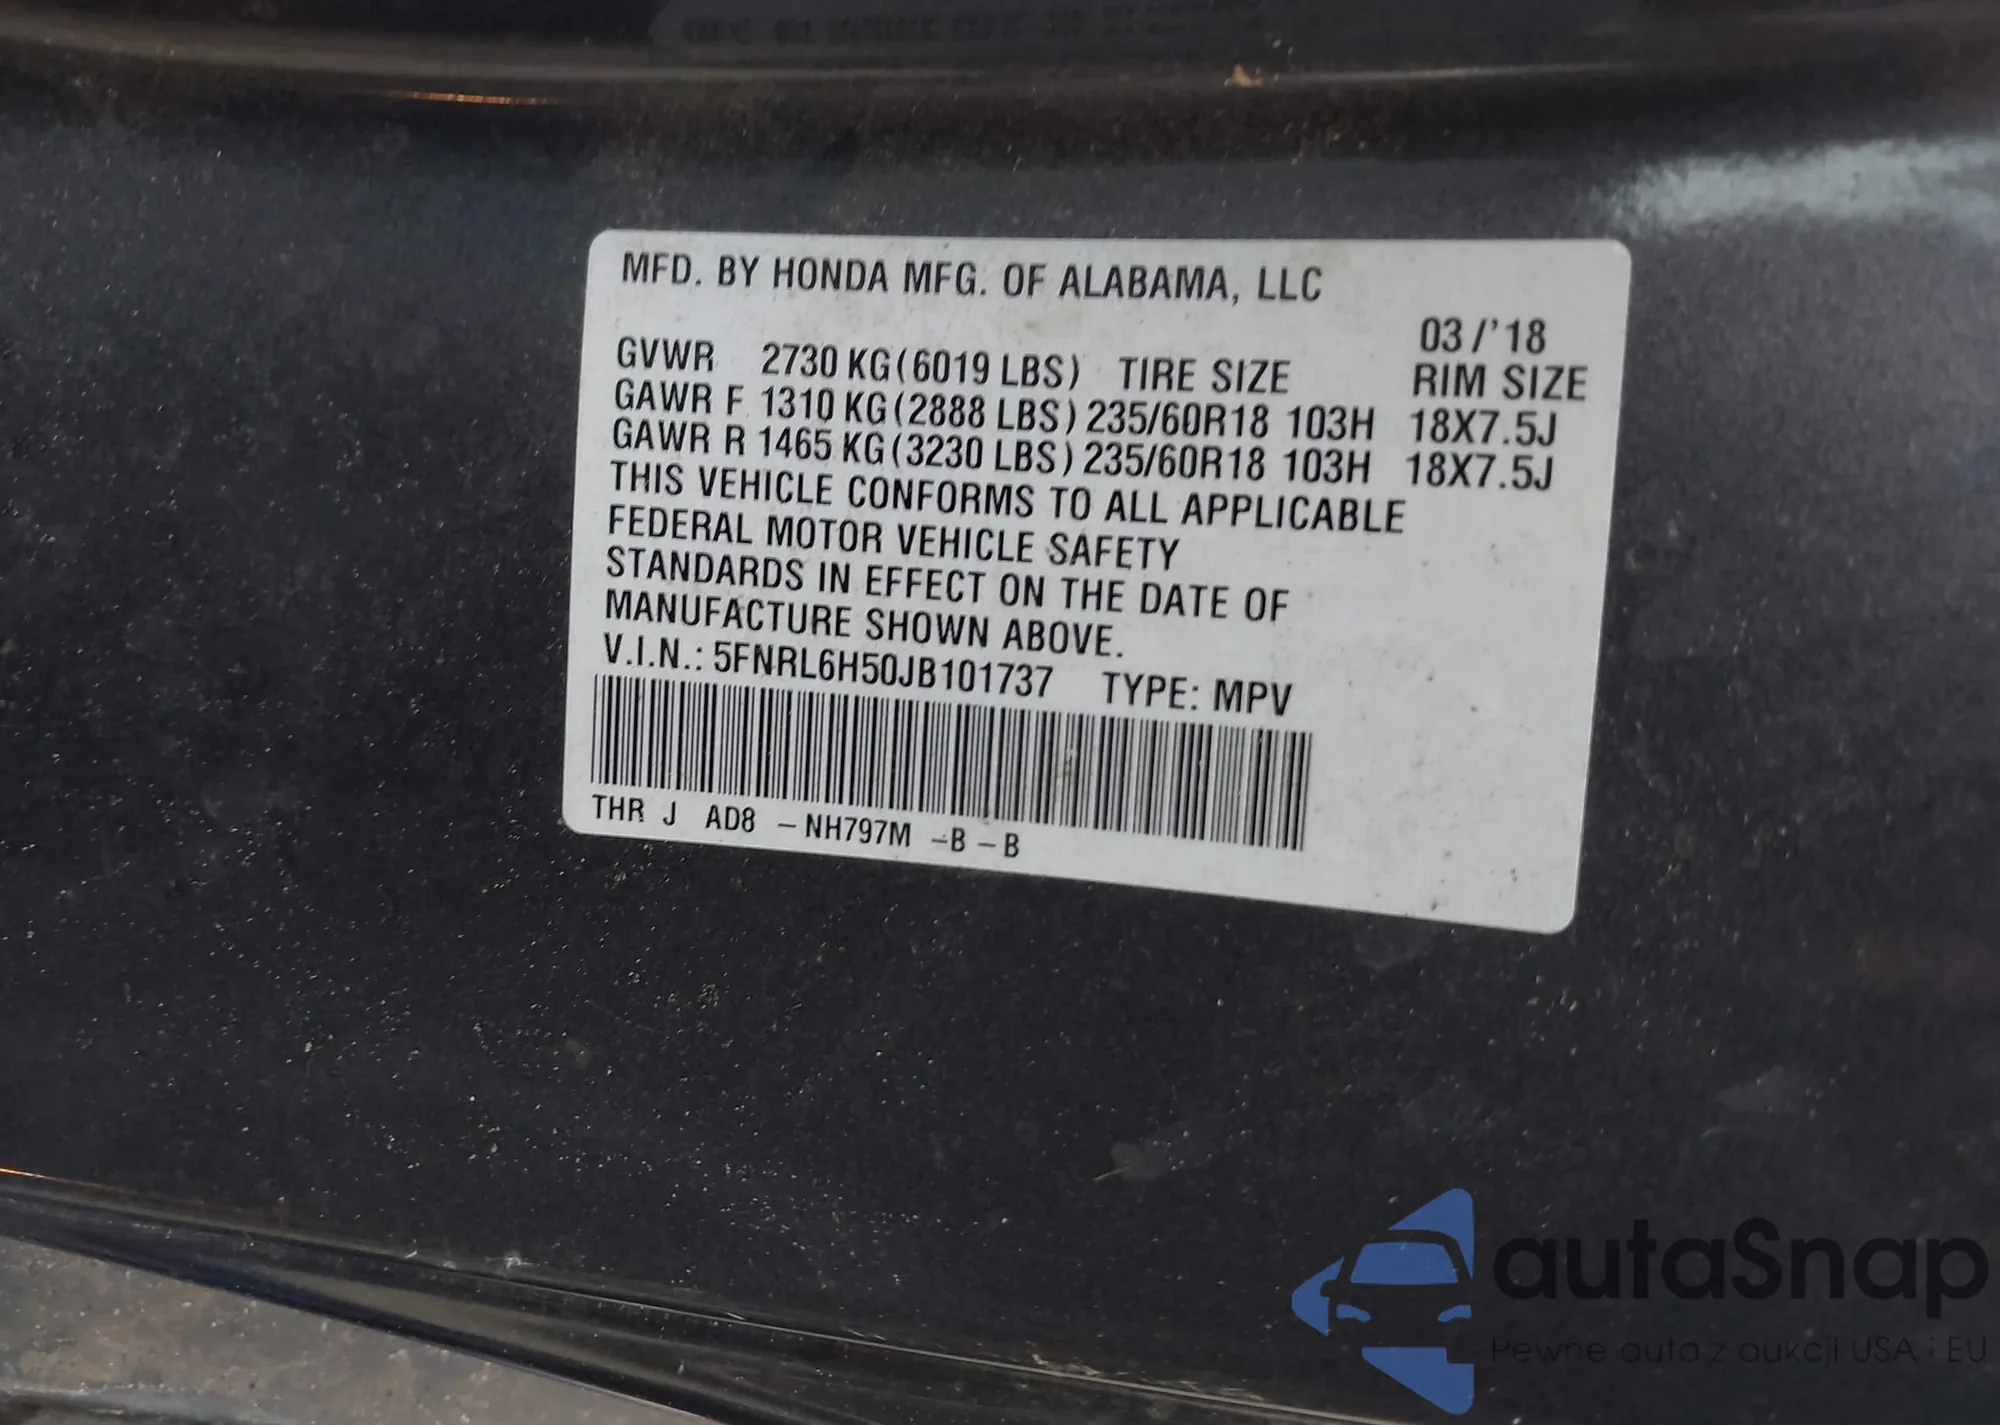 MFD. BY HONDA MFG. OF ALABAMA, LLC
03/'18
GVWR 2730 KG(6019 LBS) TIRE SIZE RIM SIZE
GAWR F 1310 KG(2888 LBS) 235/60R18 103H 18X7.5J
GAWR R 1465 KG(3230 LBS) 235/60R18 103H 18X7.5J
THIS VEHICLE CONFORMS TO ALL APPLICABLE
FEDERAL MOTOR VEHICLE SAFETY
STANDARDS IN EFFECT ON THE DATE OF
MANUFACTURE SHOWN ABOVE.
V.I.N.: 5FNRL6H50JB101737 TYPE: MPV
THR J AD8 -NH797M -B -B
autaSnap
Pewne auta z aukcji USA i EU